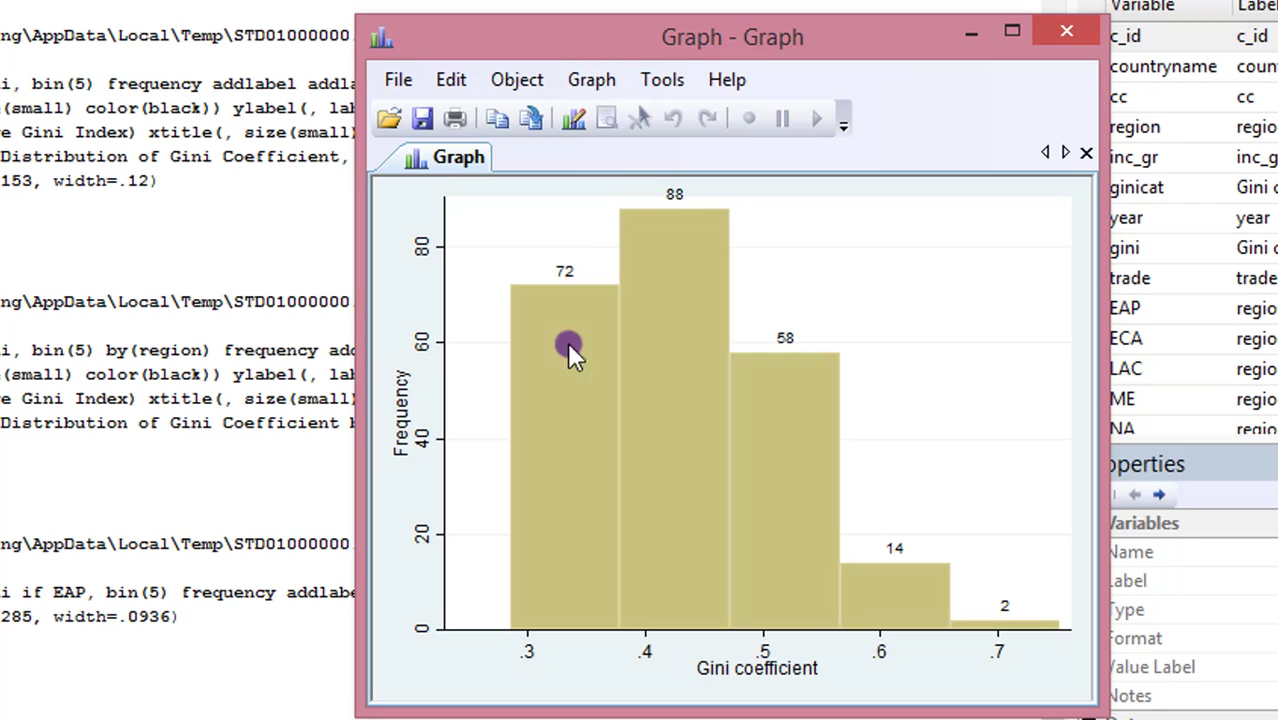 ng\AppData\Local\Temp\STD01000000.
i, bin(5) frequency addlabel addla
(small) color(black)) ylabel(, lab
re Gini Index) xtitle(, size(small)
Distribution of Gini Coefficient,
153, width=.12)
ng\AppData\Local\Temp\STD01000000.
i, bin(5) by(region) frequency add
(small) color(black)) ylabel(, la
re Gini Index) xtitle(, size(small)
Distribution of Gini Coefficient b
ng\AppData\Local\Temp\STD01000000.
i if EAP, bin(5) frequency addlabe
285, width=.0936)
Graph - Graph
File Edit Object Graph Tools Help
Graph
88
72
58
14
2
80
60
40
20
0
Frequency
.3 .4 .5 .6 .7
Gini coefficient
Variable Label
c_id c_id
countryname coun
cc cc
region regio
inc_gr inc_g
ginicat Gini c
year year
gini Gini c
trade trade
EAP regio
ECA regio
LAC regio
ME regio
NA regio
operties
Variables
Name
Label
Type
Format
Value Label
Notes